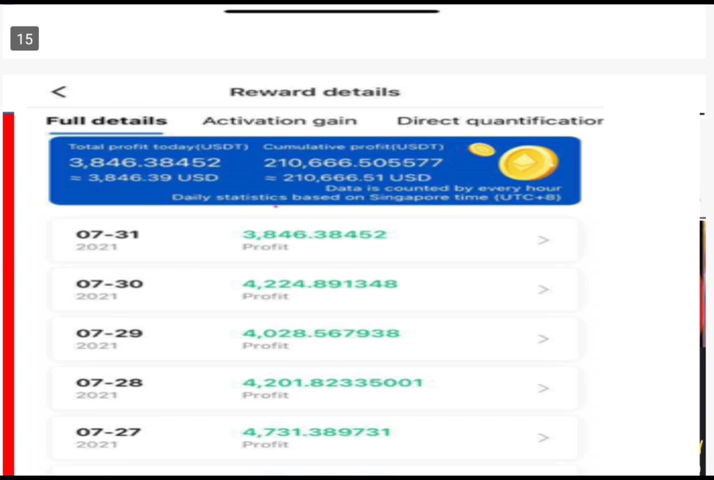 15
<
Reward details
Full details Activation gain Direct quantification
Total profit today(USDT) Cumulative profit(USDT)
3,846.38452 210,666.505577
≈ 3,846.39 USD ≈ 210,666.51 USD
Data is counted by every hour
Daily statistics based on Singapore time (UTC+8)
07-31 3,846.38452 >
2021 Profit
07-30 4,224.891348 >
2021 Profit
07-29 4,028.567938 >
2021 Profit
07-28 4,201.82335001 >
2021 Profit
07-27 4,731.389731 >
2021 Profit